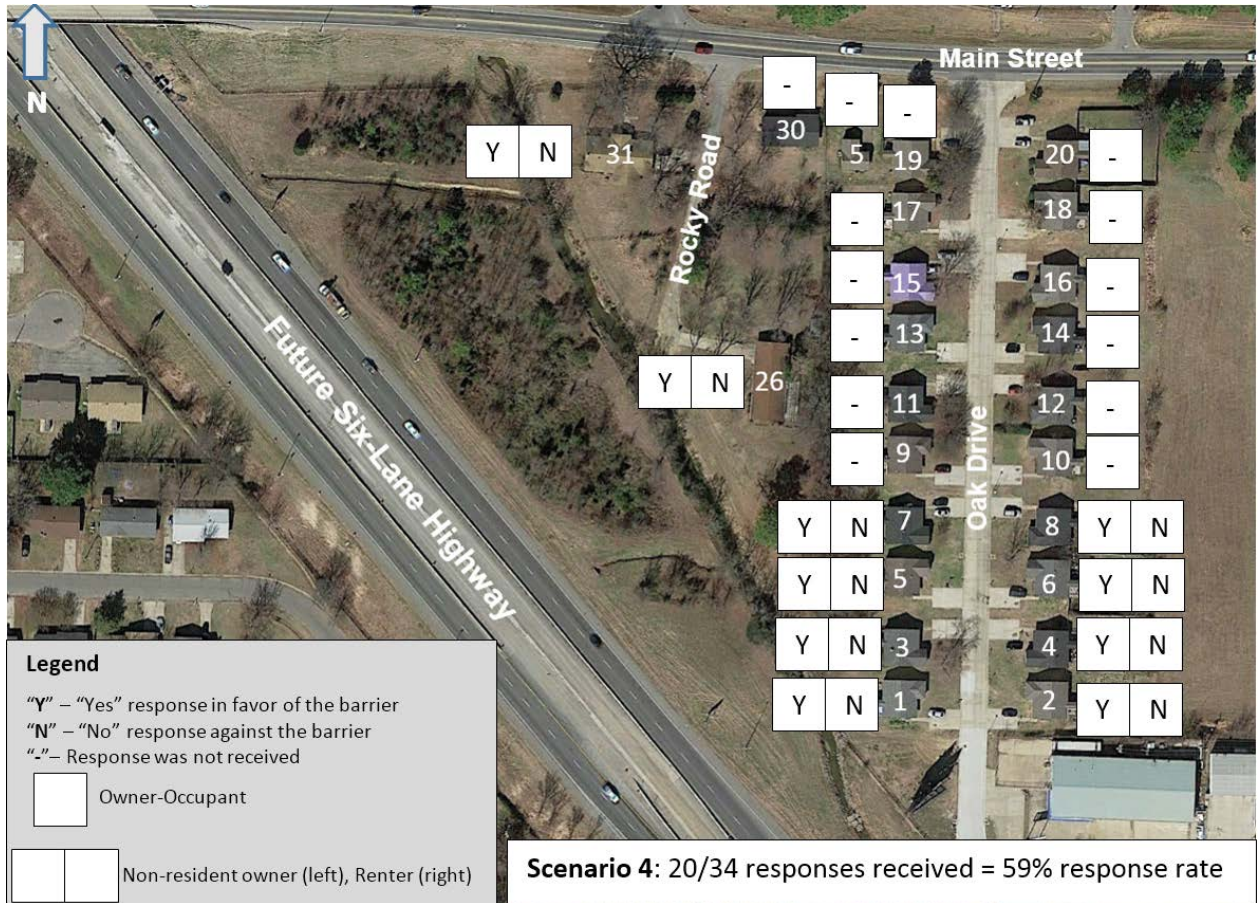 N
Main Street
Rocky Road
Oak Drive
Future Six-Lane Highway
-
30
-
5
-
19
20
-
Y N
31
-
17
18
-
-
15
16
-
-
13
14
-
Y N
26
-
11
12
-
-
9
10
-
Y N
7
8
Y N
Y N
5
6
Y N
Y N
3
4
Y N
Y N
1
2
Y N
Legend
“Y” – “Yes” response in favor of the barrier
“N” – “No” response against the barrier
“-”– Response was not received
Owner-Occupant
Non-resident owner (left), Renter (right)
Scenario 4: 20/34 responses received = 59% response rate